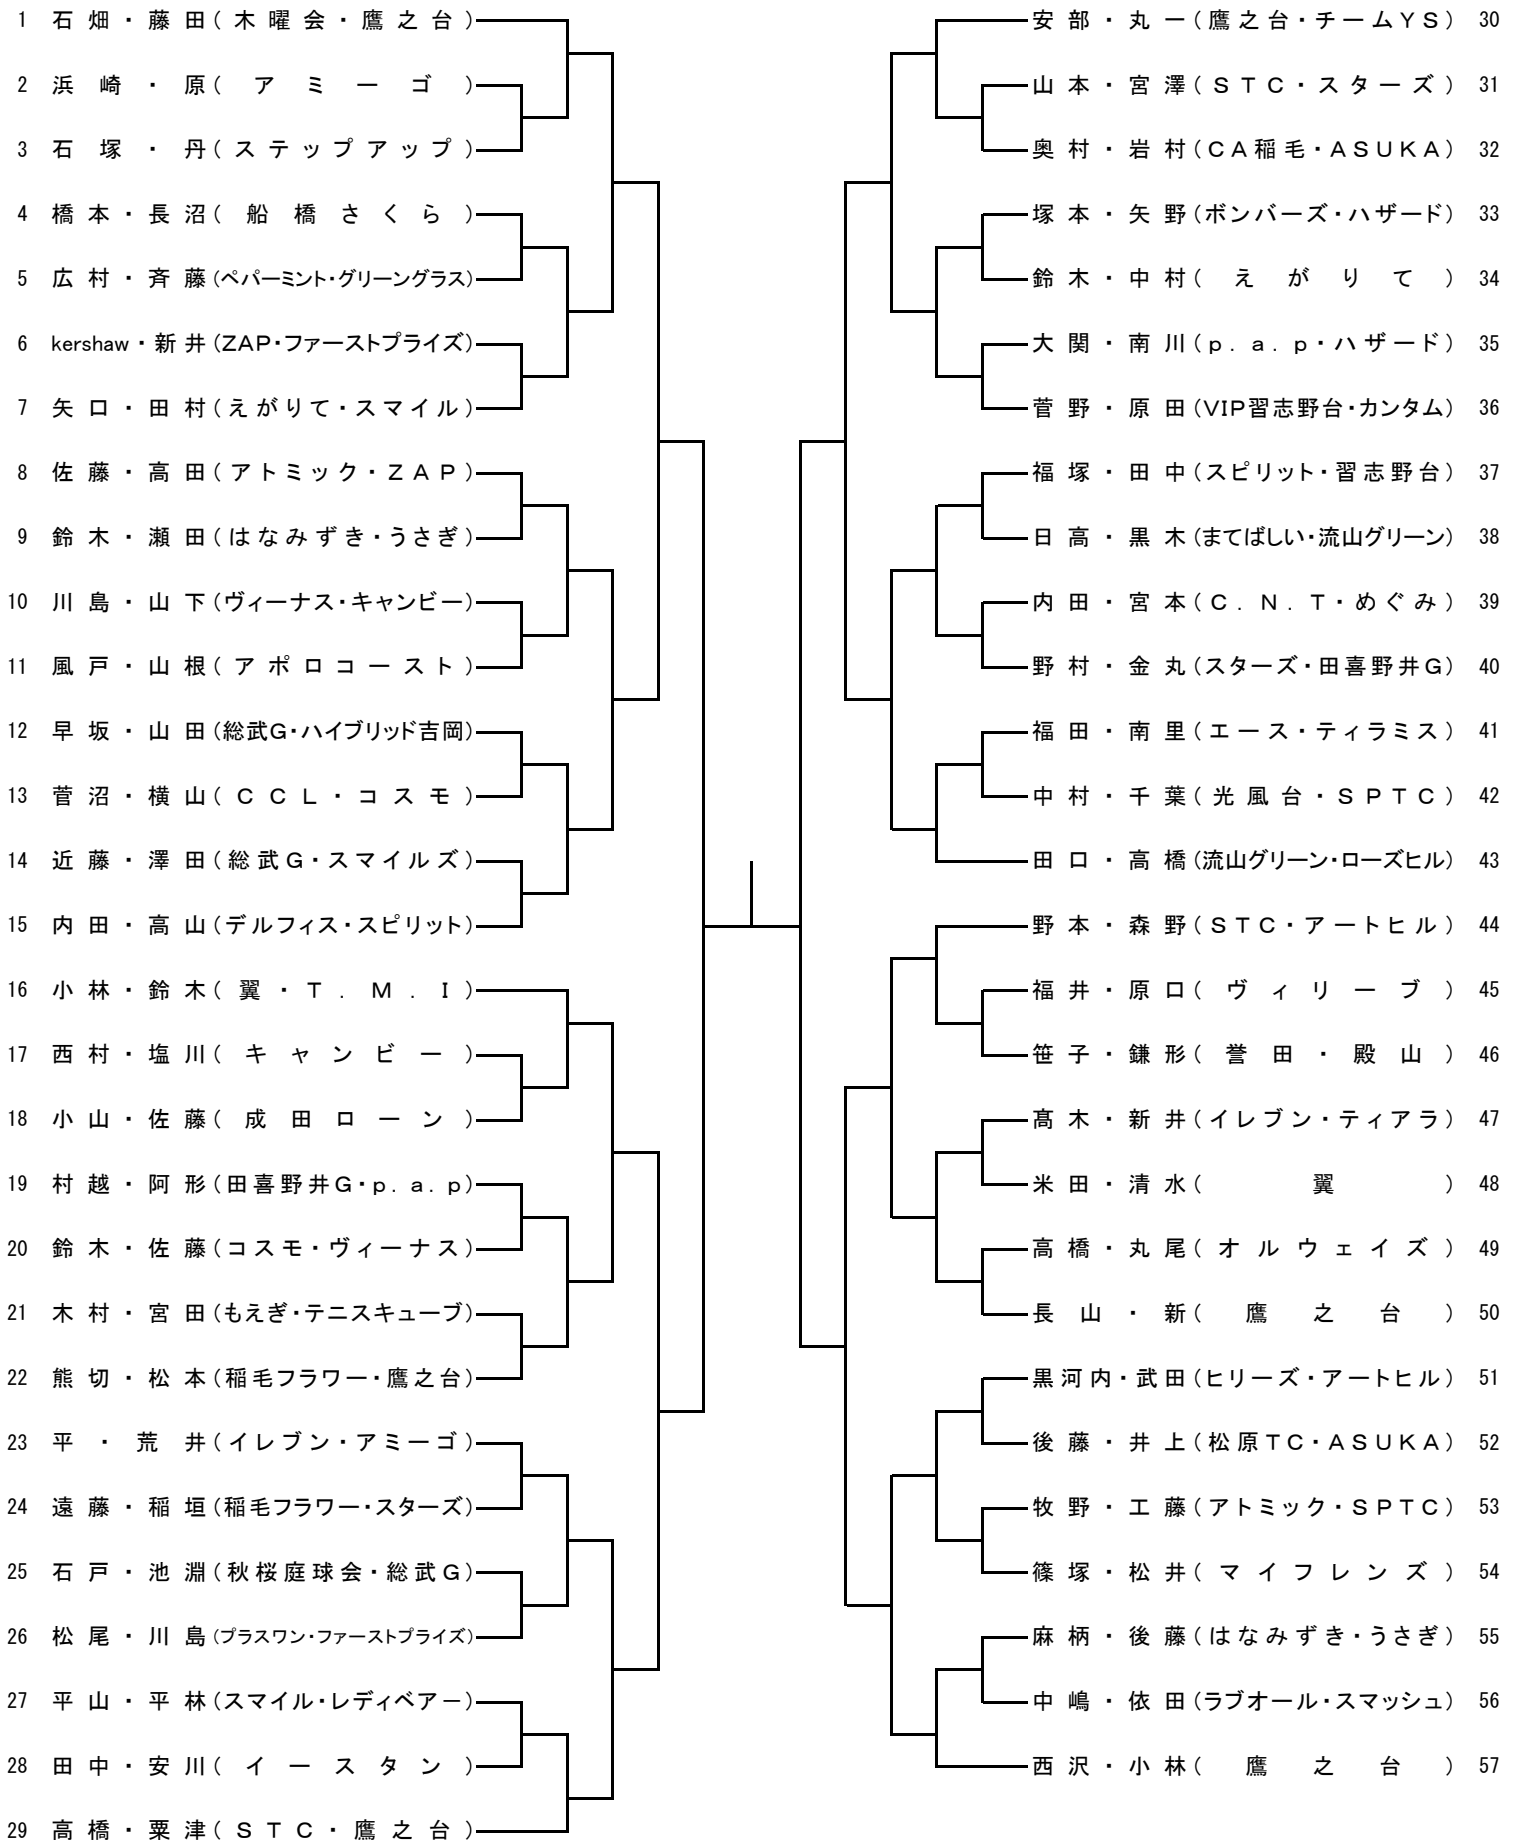 1 石畑・藤田(木曜会・鷹之台)
2 浜崎・原(アミーゴ)
3 石塚・丹(ステップアップ)
4 橋本・長沼(船橋さくら)
5 広村・斉藤(ペパーミント・グリーングラス)
6 kershaw・新井(ZAP・ファーストプライズ)
7 矢口・田村(えがりて・スマイル)
8 佐藤・高田(アトミック・ZAP)
9 鈴木・瀬田(はなみずき・うさぎ)
10 川島・山下(ヴィーナス・キャンビー)
11 風戸・山根(アポロコースト)
12 早坂・山田(総武G・ハイブリッド吉岡)
13 菅沼・横山(CCL・コスモ)
14 近藤・澤田(総武G・スマイルズ)
15 内田・高山(デルフィス・スピリット)
16 小林・鈴木(翼・T.M.I)
17 西村・塩川(キャンビー)
18 小山・佐藤(成田ローン)
19 村越・阿形(田喜野井G・p.a.p)
20 鈴木・佐藤(コスモ・ヴィーナス)
21 木村・宮田(もえぎ・テニスキューブ)
22 熊切・松本(稲毛フラワー・鷹之台)
23 平・荒井(イレブン・アミーゴ)
24 遠藤・稲垣(稲毛フラワー・スターズ)
25 石戸・池淵(秋桜庭球会・総武G)
26 松尾・川島(プラスワン・ファーストプライズ)
27 平山・平林(スマイル・レディベアー)
28 田中・安川(イースタン)
29 高橋・粟津(STC・鷹之台)
安部・丸一(鷹之台・チームYS) 30
山本・宮澤(STC・スターズ) 31
奥村・岩村(CA稲毛・ASUKA) 32
塚本・矢野(ボンバーズ・ハザード) 33
鈴木・中村(えがりて) 34
大関・南川(p.a.p・ハザード) 35
菅野・原田(VIP習志野台・カンタム) 36
福塚・田中(スピリット・習志野台) 37
日高・黒木(まてばしい・流山グリーン) 38
内田・宮本(C.N.T・めぐみ) 39
野村・金丸(スターズ・田喜野井G) 40
福田・南里(エース・ティラミス) 41
中村・千葉(光風台・SPTC) 42
田口・高橋(流山グリーン・ローズヒル) 43
野本・森野(STC・アートヒル) 44
福井・原口(ヴィリーブ) 45
笹子・鎌形(誉田・殿山) 46
髙木・新井(イレブン・ティアラ) 47
米田・清水(翼) 48
高橋・丸尾(オルウェイズ) 49
長山・新(鷹之台) 50
黒河内・武田(ヒリーズ・アートヒル) 51
後藤・井上(松原TC・ASUKA) 52
牧野・工藤(アトミック・SPTC) 53
篠塚・松井(マイフレンズ) 54
麻柄・後藤(はなみずき・うさぎ) 55
中嶋・依田(ラブオール・スマッシュ) 56
西沢・小林(鷹之台) 57